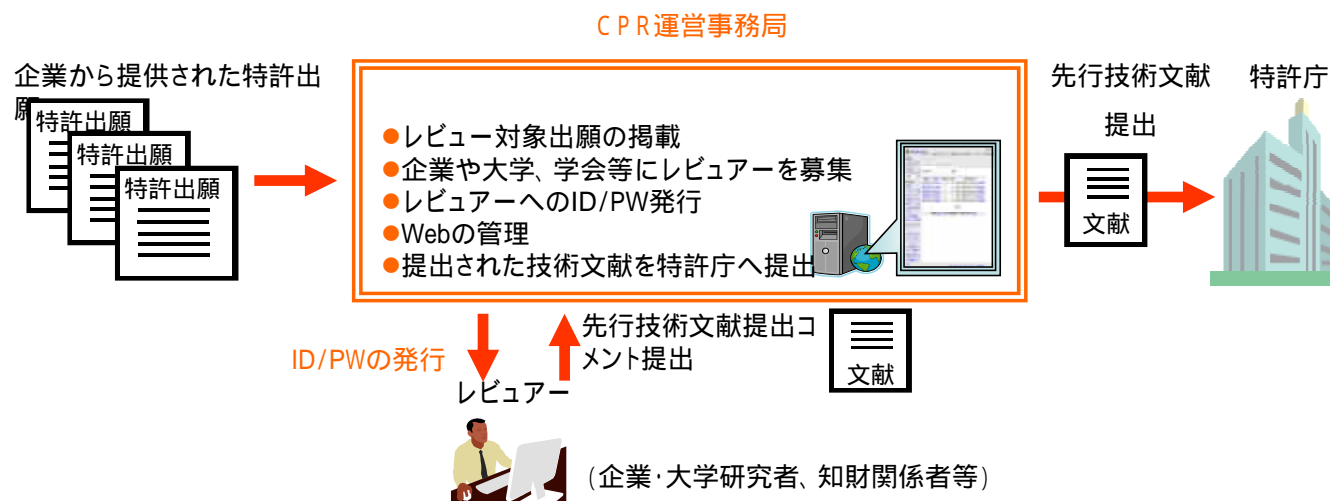 CPR運営事務局
企業から提供された特許出
願
特許出願
特許出願
特許出願
●レビュー対象出願の掲載
●企業や大学、学会等にレビュアーを募集
●レビュアーへのID/PW発行
●Webの管理
●提出された技術文献を特許庁へ提出
先行技術文献
提出
文献
特許庁
ID/PWの発行
先行技術文献提出コ
メント提出
文献
レビュアー
(企業･大学研究者、知財関係者等)